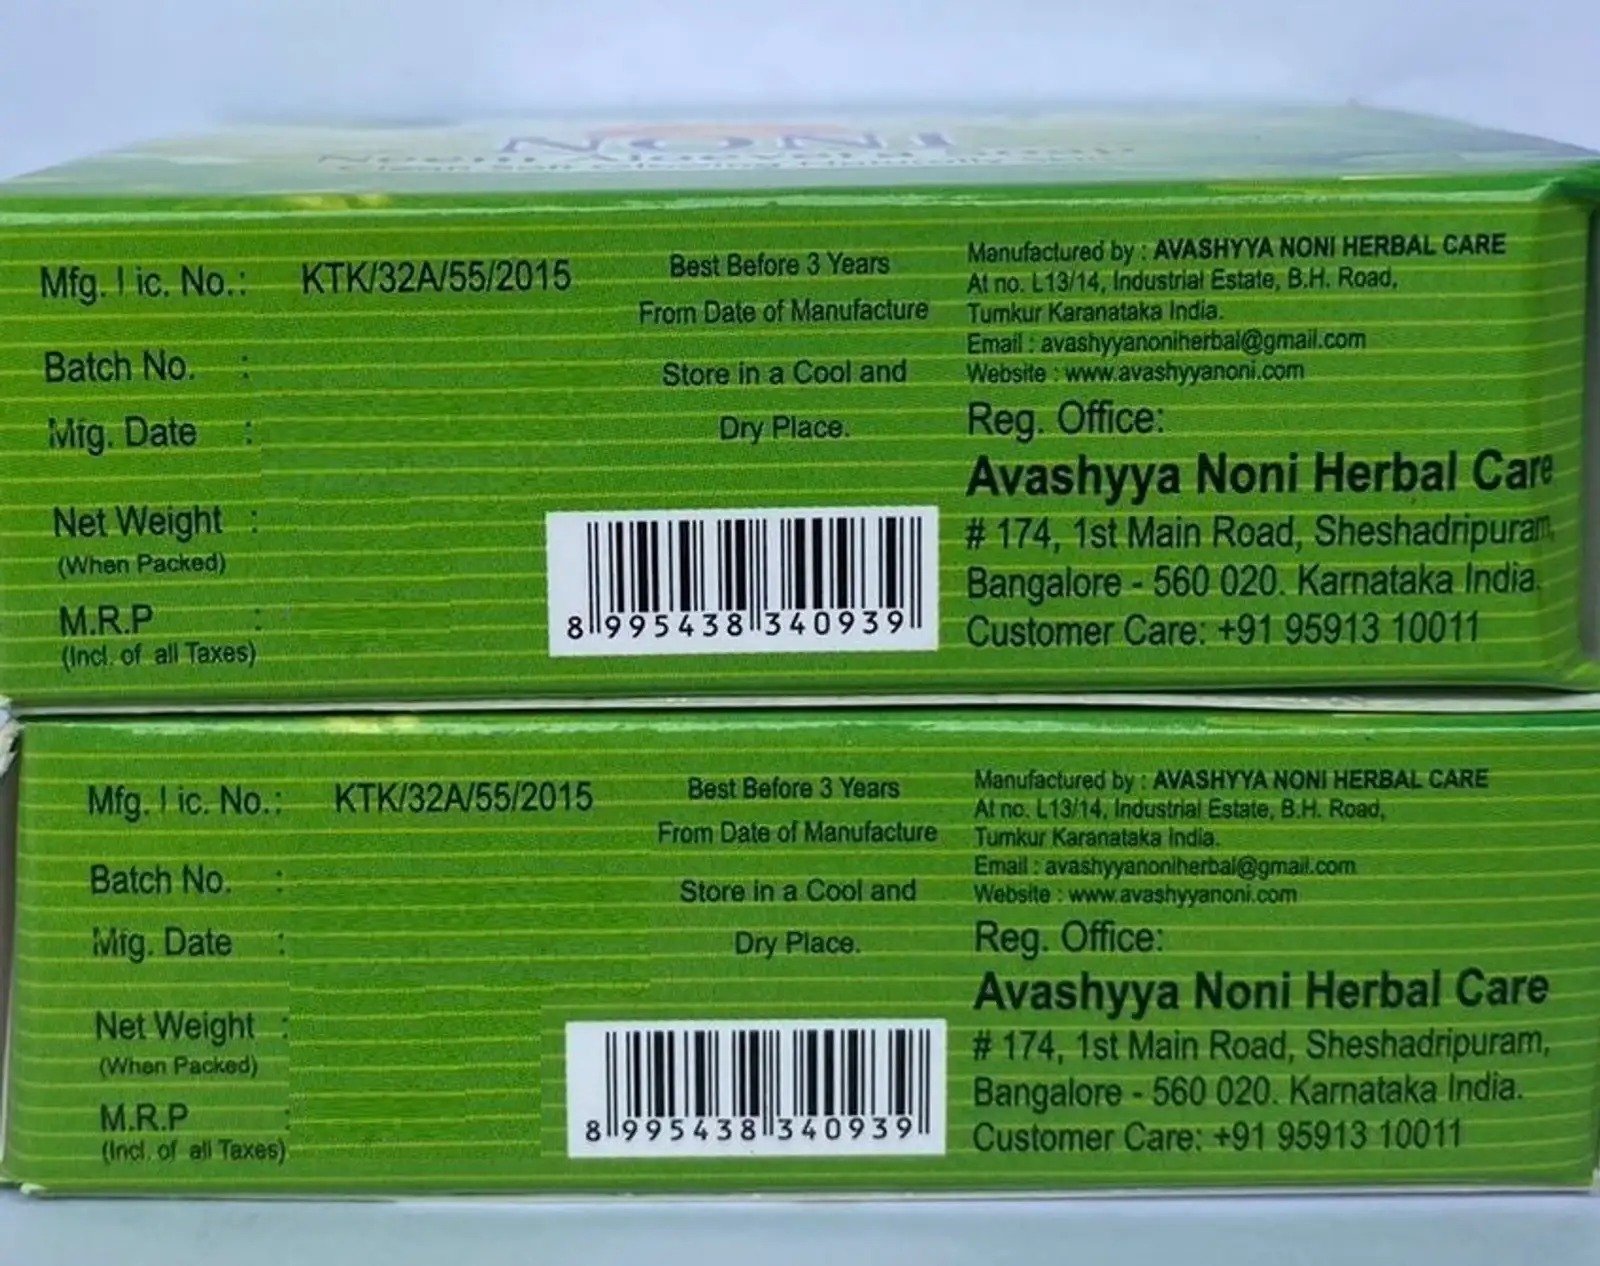 NONI
Mfg. Lic. No.: KTK/32A/55/2015
Batch No. :
Mfg. Date :
Net Weight :
(When Packed)
M.R.P :
(Incl. of all Taxes)
Best Before 3 Years
From Date of Manufacture
Store in a Cool and
Dry Place.
8 995438 340939
Manufactured by : AVASHYYA NONI HERBAL CARE
At no. L13/14, Industrial Estate, B.H. Road,
Tumkur Karanataka India.
Email : avashyyanoniherbal@gmail.com
Website : www.avashyyanoni.com
Reg. Office:
Avashyya Noni Herbal Care
# 174, 1st Main Road, Sheshadripuram,
Bangalore - 560 020. Karnataka India.
Customer Care: +91 95913 10011
Mfg. Lic. No.: KTK/32A/55/2015
Batch No. :
Mfg. Date :
Net Weight :
(When Packed)
M.R.P :
(Incl. of all Taxes)
Best Before 3 Years
From Date of Manufacture
Store in a Cool and
Dry Place.
8 995438 340939
Manufactured by : AVASHYYA NONI HERBAL CARE
At no. L13/14, Industrial Estate, B.H. Road,
Tumkur Karanataka India.
Email : avashyyanoniherbal@gmail.com
Website : www.avashyyanoni.com
Reg. Office:
Avashyya Noni Herbal Care
# 174, 1st Main Road, Sheshadripuram,
Bangalore - 560 020. Karnataka India.
Customer Care: +91 95913 10011